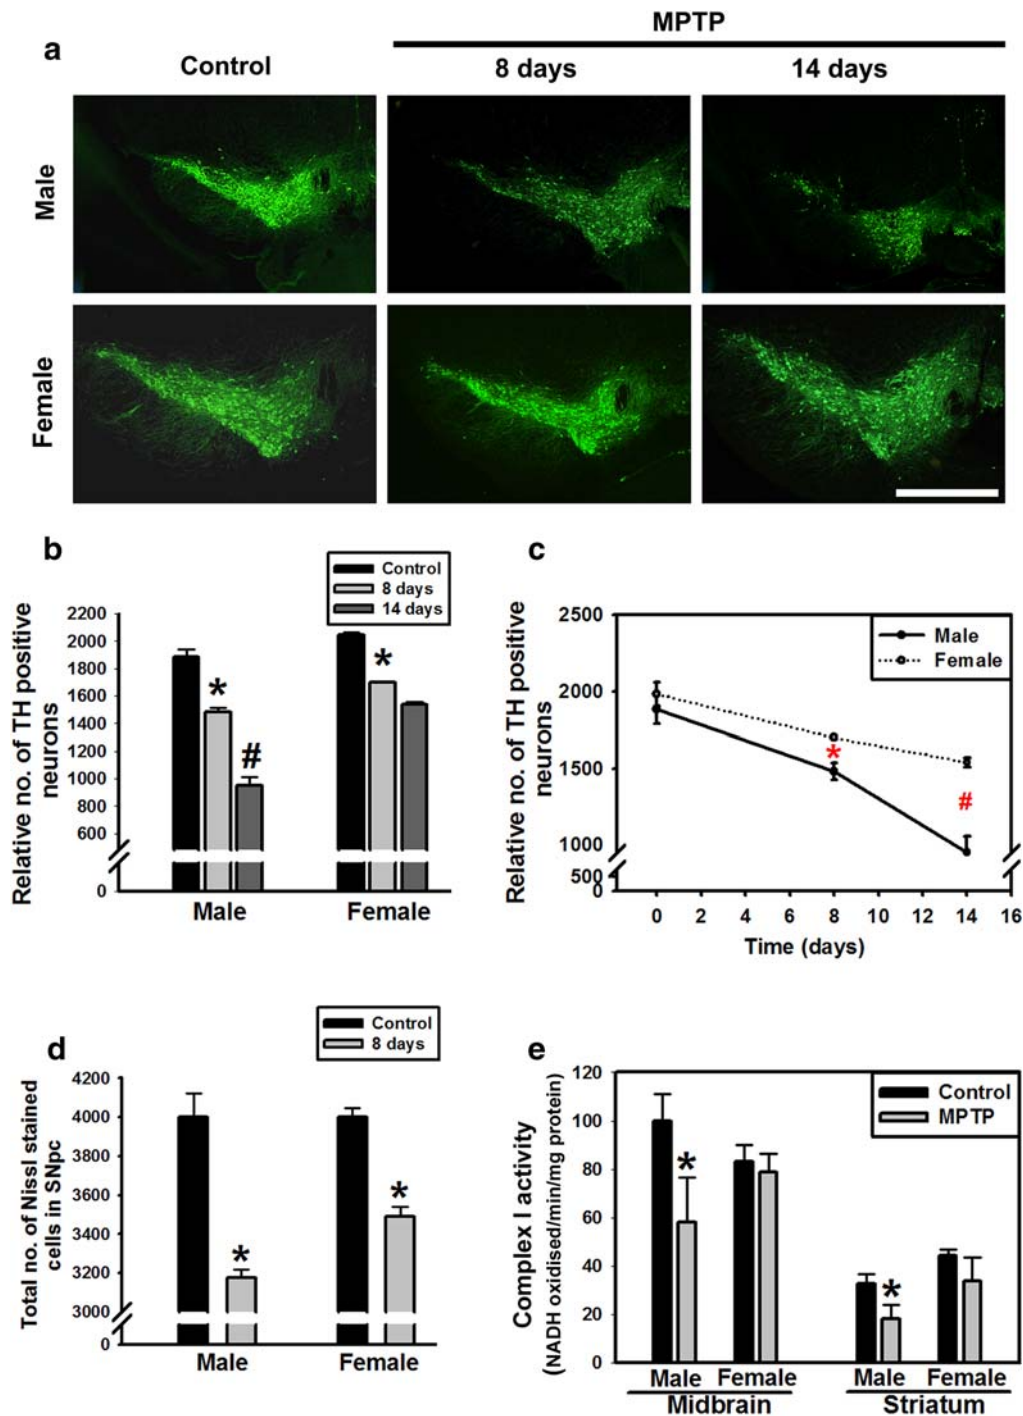 a
MPTP
Control
8 days
14 days
Male
Female
b
Control
8 days
14 days
Relative no. of TH positive
neurons
2200
2000
1800
1600
1400
1200
1000
800
600
0
*
#
*
Male
Female
c
Male
Female
Relative no. of TH positive
neurons
2500
2000
1500
1000
500
0
*
#
0 2 4 6 8 10 12 14 16
Time (days)
d
Control
8 days
Total no. of Nissl stained
cells in SNpc
4200
4000
3800
3600
3400
3200
3000
0
*
*
Male
Female
e
Control
MPTP
Complex I activity
(NADH oxidised/min/mg protein)
120
100
80
60
40
20
0
*
*
Male Female Male Female
Midbrain Striatum